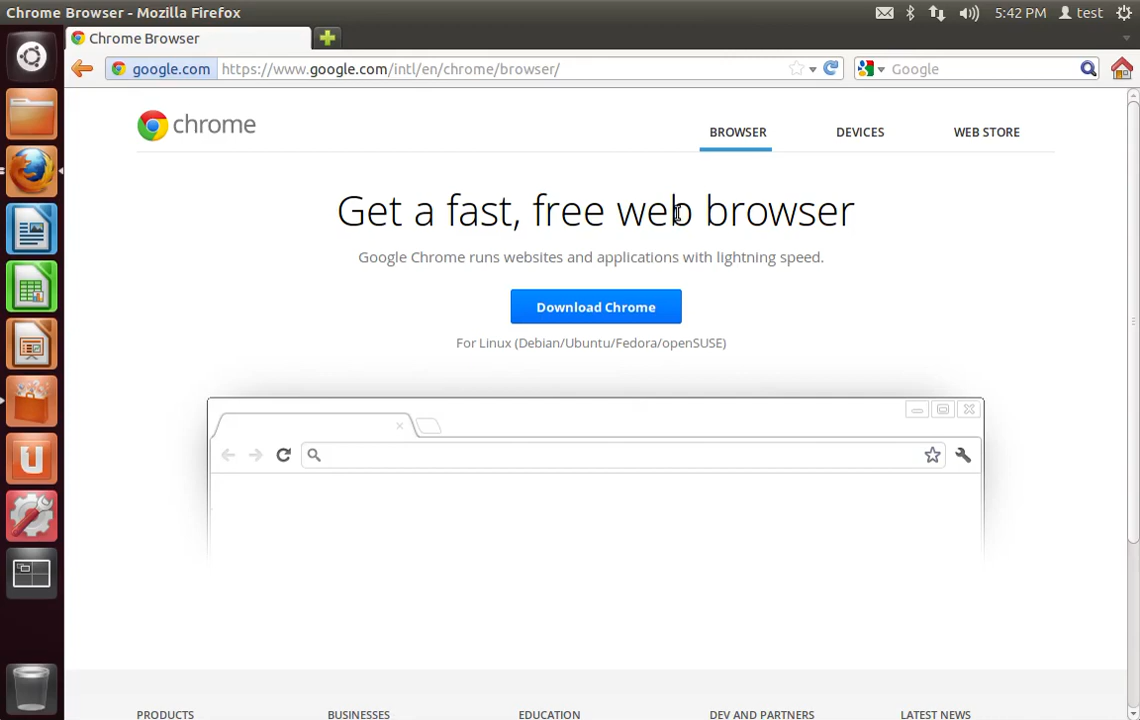 Chrome Browser - Mozilla Firefox
5:42 PM test
Chrome Browser
google.com https://www.google.com/intl/en/chrome/browser/
Google
chrome
BROWSER DEVICES WEB STORE
Get a fast, free web browser
Google Chrome runs websites and applications with lightning speed.
Download Chrome
For Linux (Debian/Ubuntu/Fedora/openSUSE)
PRODUCTS BUSINESSES EDUCATION DEV AND PARTNERS LATEST NEWS